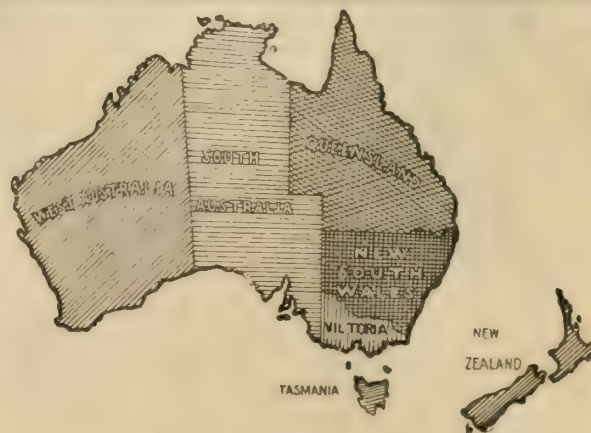 QUEENSLAND
SOUTH
WEST AUSTRALIA
AUSTRALIA
NEW
SOUTH
WALES
VICTORIA
NEW
ZEALAND
TASMANIA